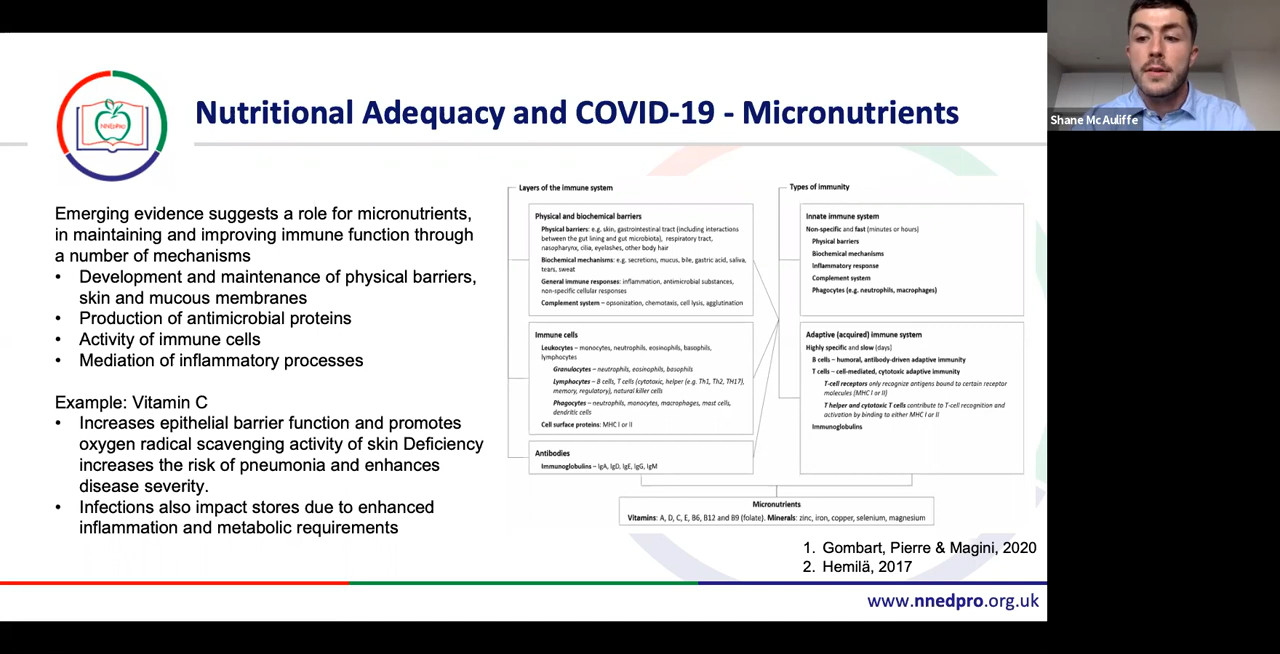 NNEdPro
Nutritional Adequacy and COVID-19 - Micronutrients
Shane Mc Auliffe
Emerging evidence suggests a role for micronutrients,
in maintaining and improving immune function through
a number of mechanisms
• Development and maintenance of physical barriers,
skin and mucous membranes
• Production of antimicrobial proteins
• Activity of immune cells
• Mediation of inflammatory processes
Example: Vitamin C
• Increases epithelial barrier function and promotes
oxygen radical scavenging activity of skin Deficiency
increases the risk of pneumonia and enhances
disease severity.
• Infections also impact stores due to enhanced
inflammation and metabolic requirements
Layers of the immune system
Physical and biochemical barriers
Physical barriers: e.g. skin, gastrointestinal tract (including interactions
between the gut lining and gut microbiota), respiratory tract,
nasopharynx, cilia, eyelashes, other body hair
Biochemical mechanisms: e.g. secretions, mucus, bile, gastric acid, saliva,
tears, sweat
General immune responses: inflammation, antimicrobial substances,
non-specific cellular responses
Complement system – opsonization, chemotaxis, cell lysis, agglutination
Immune cells
Leukocytes – monocytes, neutrophils, eosinophils, basophils,
lymphocytes
Granulocytes – neutrophils, eosinophils, basophils
Lymphocytes – B cells, T cells (cytotoxic, helper (e.g. Th1, Th2, TH17),
memory, regulatory), natural killer cells
Phagocytes – neutrophils, monocytes, macrophages, mast cells,
dendritic cells
Cell surface proteins: MHC I or II
Antibodies
Immunoglobulins – IgA, IgD, IgE, IgG, IgM
Types of immunity
Innate immune system
Non-specific and fast (minutes or hours)
Physical barriers
Biochemical mechanisms
Inflammatory response
Complement system
Phagocytes (e.g. neutrophils, macrophages)
Adaptive (acquired) immune system
Highly specific and slow (days)
B cells – humoral, antibody-driven adaptive immunity
T cells – cell-mediated, cytotoxic adaptive immunity
T-cell receptors only recognize antigens bound to certain receptor
molecules (MHC I or II)
T helper and cytotoxic T cells contribute to T-cell recognition and
activation by binding to either MHC I or II
Immunoglobulins
Micronutrients
Vitamins: A, D, C, E, B6, B12 and B9 (folate). Minerals: zinc, iron, copper, selenium, magnesium
1. Gombart, Pierre & Magini, 2020
2. Hemilä, 2017
www.nnedpro.org.uk